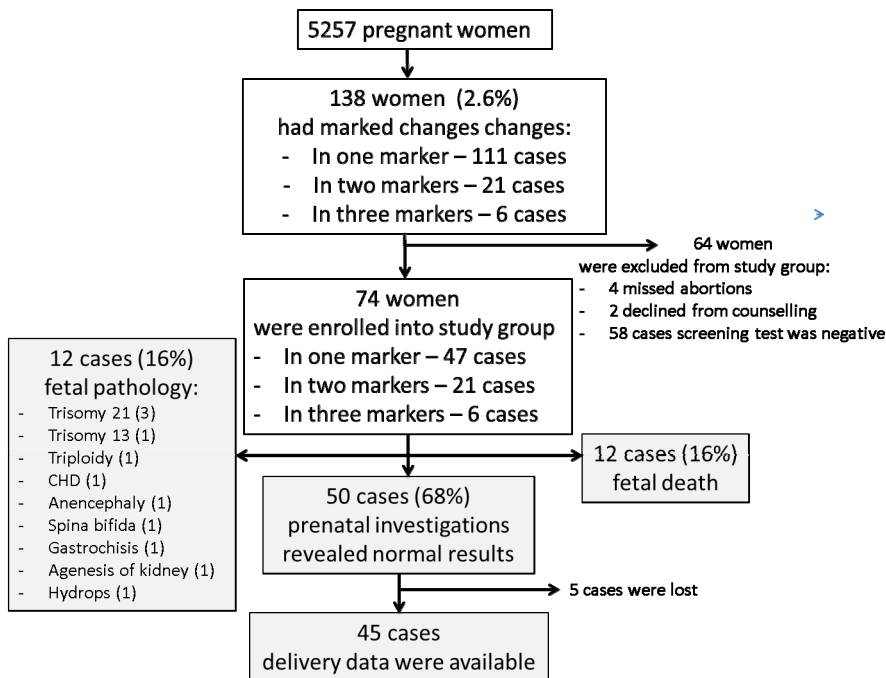 5257 pregnant women
138 women (2.6%)
had marked changes changes:
- In one marker – 111 cases
- In two markers – 21 cases
- In three markers – 6 cases
64 women
were excluded from study group:
- 4 missed abortions
- 2 declined from counselling
- 58 cases screening test was negative
74 women
were enrolled into study group
- In one marker – 47 cases
- In two markers – 21 cases
- In three markers – 6 cases
12 cases (16%)
fetal pathology:
- Trisomy 21 (3)
- Trisomy 13 (1)
- Triploidy (1)
- CHD (1)
- Anencephaly (1)
- Spina bifida (1)
- Gastrochisis (1)
- Agenesis of kidney (1)
- Hydrops (1)
12 cases (16%)
fetal death
50 cases (68%)
prenatal investigations
revealed normal results
5 cases were lost
45 cases
delivery data were available